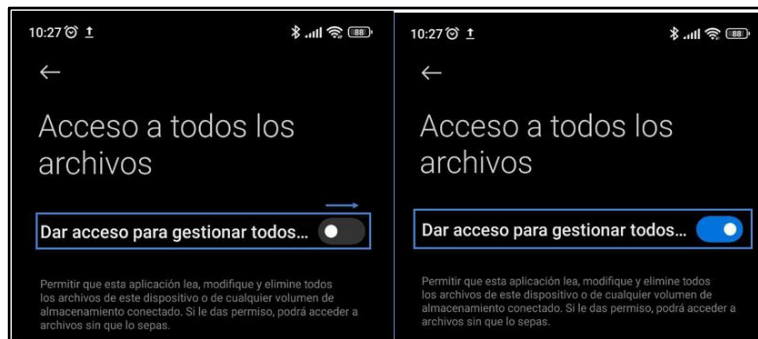 10:27
88
Acceso a todos los
archivos
Dar acceso para gestionar todos...
Permitir que esta aplicación lea, modifique y elimine todos
los archivos de este dispositivo o de cualquier volumen de
almacenamiento conectado. Si le das permiso, podrá acceder a
archivos sin que lo sepas.
10:27
88
Acceso a todos los
archivos
Dar acceso para gestionar todos...
Permitir que esta aplicación lea, modifique y elimine todos
los archivos de este dispositivo o de cualquier volumen de
almacenamiento conectado. Si le das permiso, podrá acceder a
archivos sin que lo sepas.